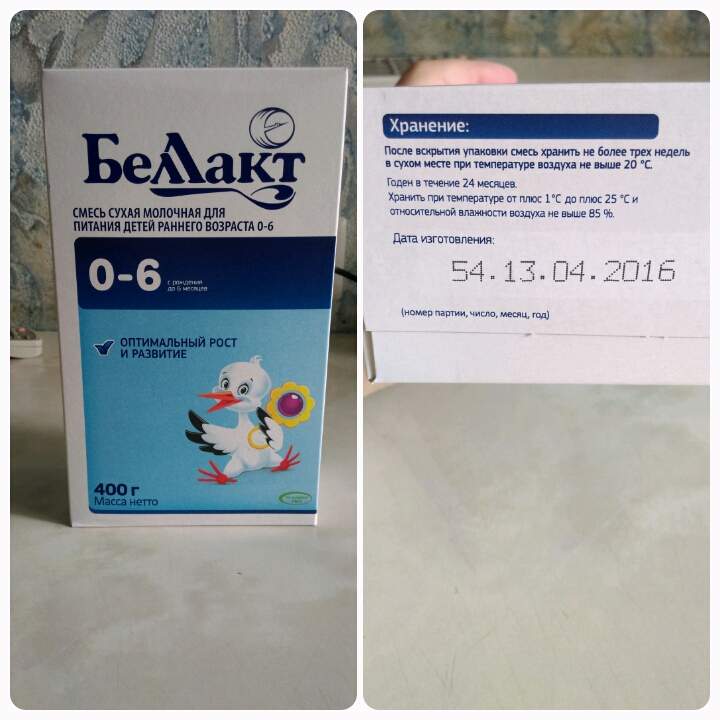 Беллакт
СМЕСЬ СУХАЯ МОЛОЧНАЯ ДЛЯ
ПИТАНИЯ ДЕТЕЙ РАННЕГО ВОЗРАСТА 0-6
0-6
с рождения
до 6 месяцев
ОПТИМАЛЬНЫЙ РОСТ
И РАЗВИТИЕ
400 г
Масса нетто
Хранение:
После вскрытия упаковки смесь хранить не более трех недель
в сухом месте при температуре воздуха не выше 20 °C.
Годен в течение 24 месяцев.
Хранить при температуре от плюс 1°C до плюс 25 °C и
относительной влажности воздуха не выше 85 %.
Дата изготовления:
54.13.04.2016
(номер партии, число, месяц, год)